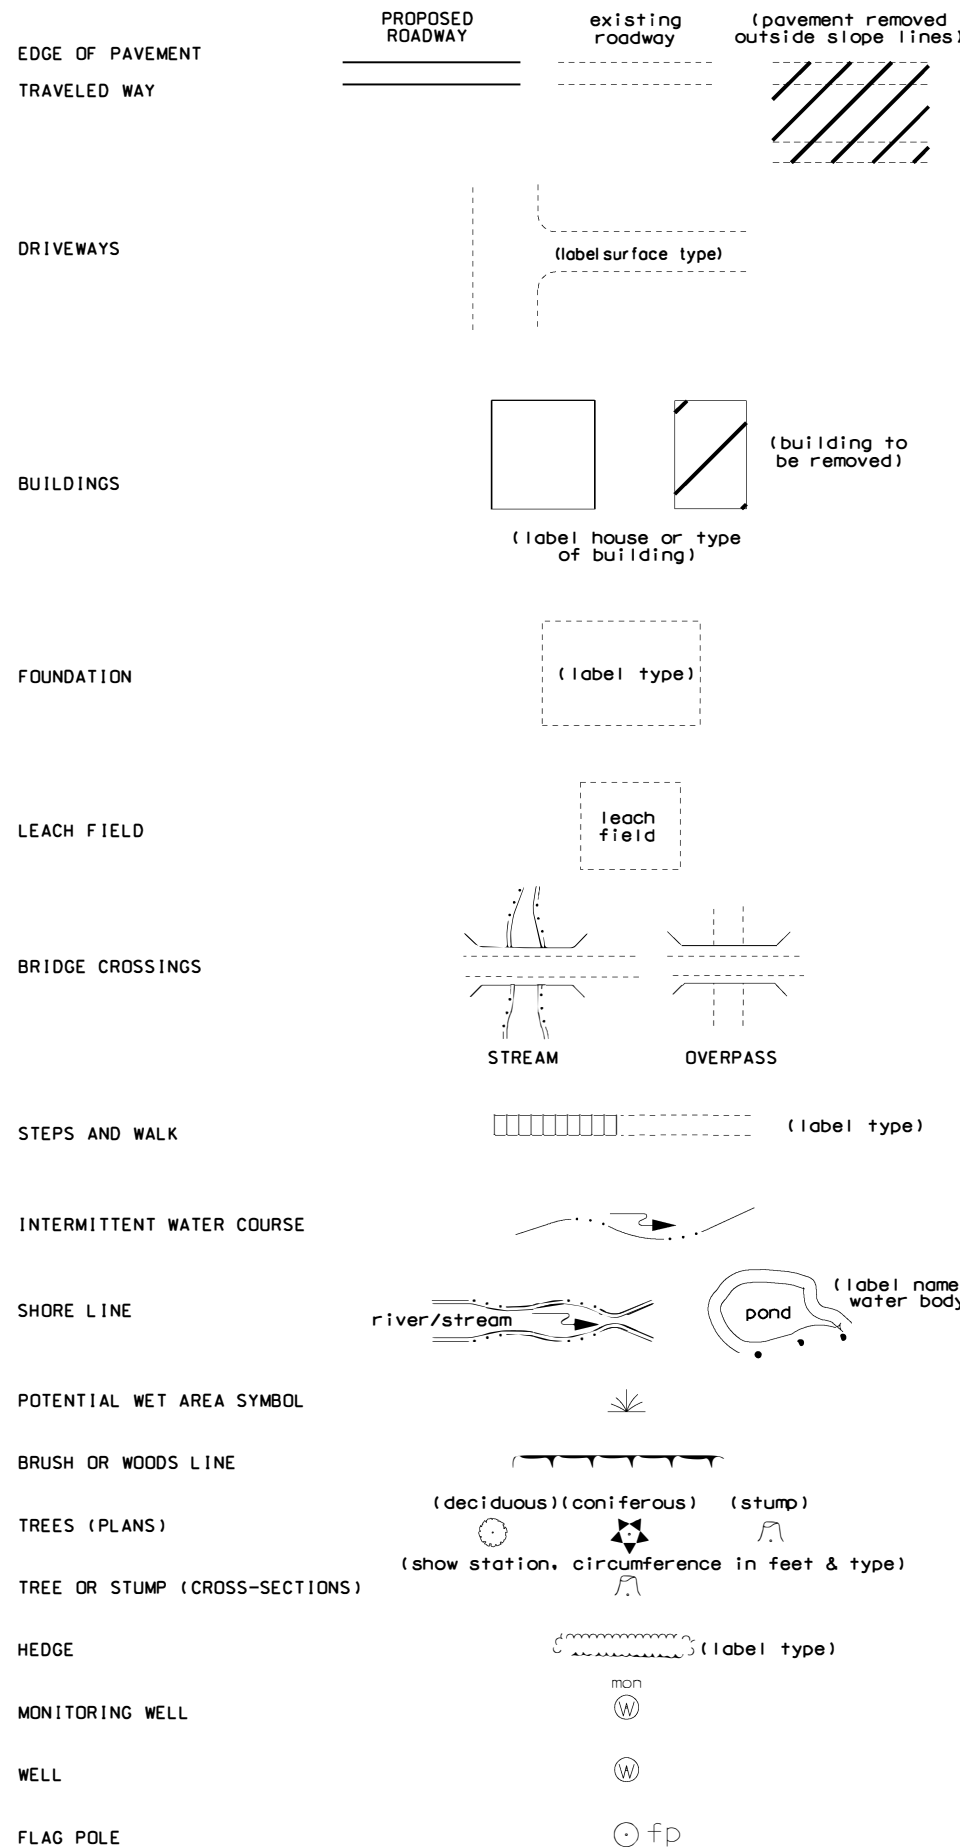 PROPOSED
ROADWAY
existing
roadway
(pavement removed
outside slope lines)
EDGE OF PAVEMENT
TRAVELED WAY
DRIVEWAYS
(label surface type)
BUILDINGS
(building to
be removed)
(label house or type
of building)
FOUNDATION
(label type)
LEACH FIELD
leach
field
BRIDGE CROSSINGS
STREAM
OVERPASS
STEPS AND WALK
(label type)
INTERMITTENT WATER COURSE
SHORE LINE
river/stream
pond
(label name
water body
POTENTIAL WET AREA SYMBOL
BRUSH OR WOODS LINE
(deciduous) (coniferous) (stump)
TREES (PLANS)
(show station, circumference in feet & type)
TREE OR STUMP (CROSS-SECTIONS)
HEDGE
(label type)
mon
MONITORING WELL
W
WELL
W
FLAG POLE
fp